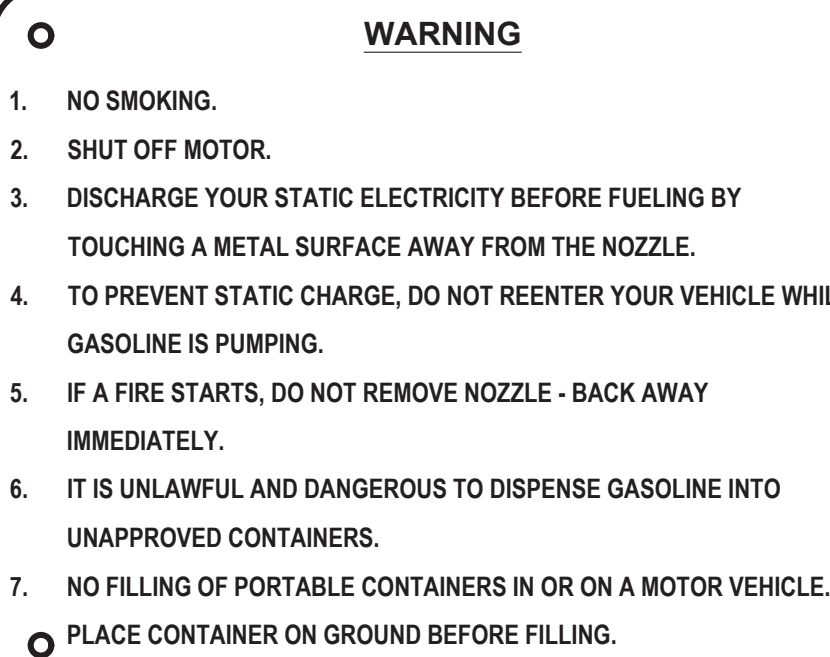 WARNING
1. NO SMOKING.
2. SHUT OFF MOTOR.
3. DISCHARGE YOUR STATIC ELECTRICITY BEFORE FUELING BY
TOUCHING A METAL SURFACE AWAY FROM THE NOZZLE.
4. TO PREVENT STATIC CHARGE, DO NOT REENTER YOUR VEHICLE WHIL
GASOLINE IS PUMPING.
5. IF A FIRE STARTS, DO NOT REMOVE NOZZLE - BACK AWAY
IMMEDIATELY.
6. IT IS UNLAWFUL AND DANGEROUS TO DISPENSE GASOLINE INTO
UNAPPROVED CONTAINERS.
7. NO FILLING OF PORTABLE CONTAINERS IN OR ON A MOTOR VEHICLE.
PLACE CONTAINER ON GROUND BEFORE FILLING.